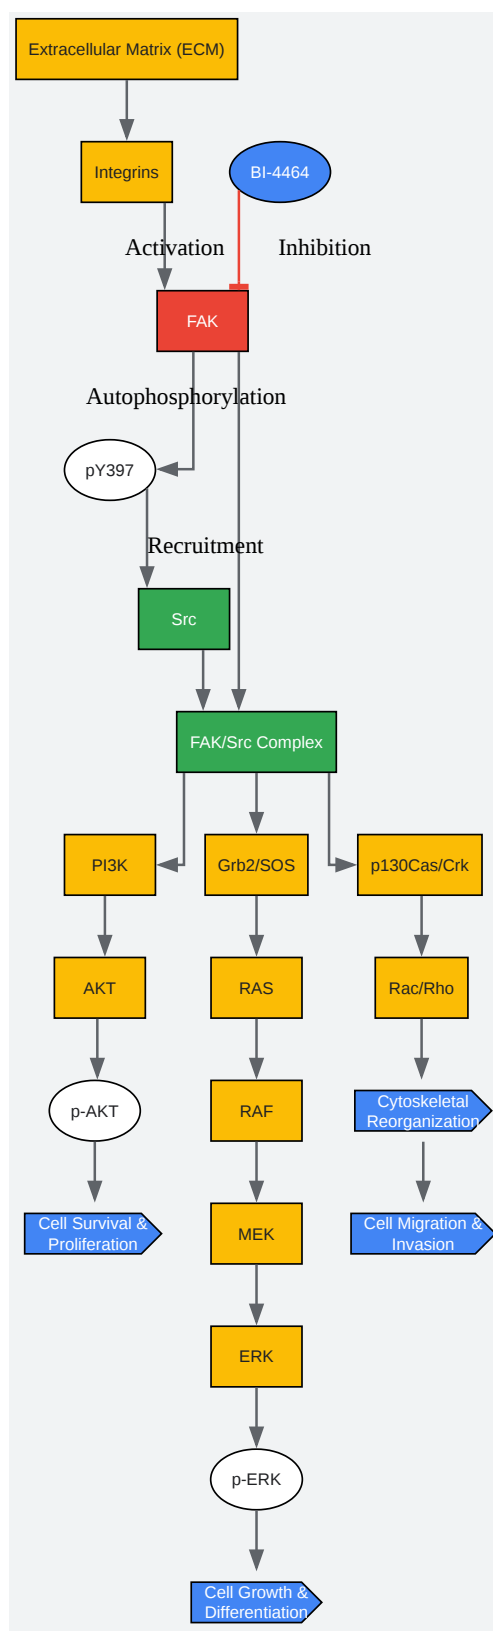 Extracellular Matrix (ECM)
Integrins
BI-4464
Activation
Inhibition
FAK
Autophosphorylation
pY397
Recruitment
Src
FAK/Src Complex
PI3K
Grb2/SOS
p130Cas/Crk
AKT
RAS
Rac/Rho
p-AKT
RAF
Cytoskeletal
Reorganization
Cell Survival &
Proliferation
MEK
Cell Migration &
Invasion
ERK
p-ERK
Cell Growth &
Differentiation